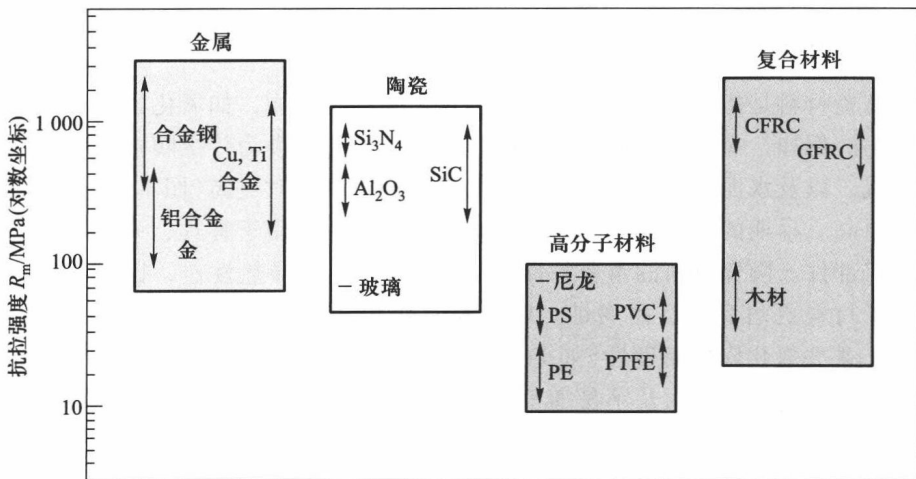 抗拉强度 Rm/MPa(对数坐标)
1 000
100
10
金属
合金钢
Cu, Ti
合金
铝合金
金
陶瓷
Si3N4
Al2O3
SiC
玻璃
高分子材料
尼龙
PS
PVC
PE
PTFE
复合材料
CFRC
GFRC
木材